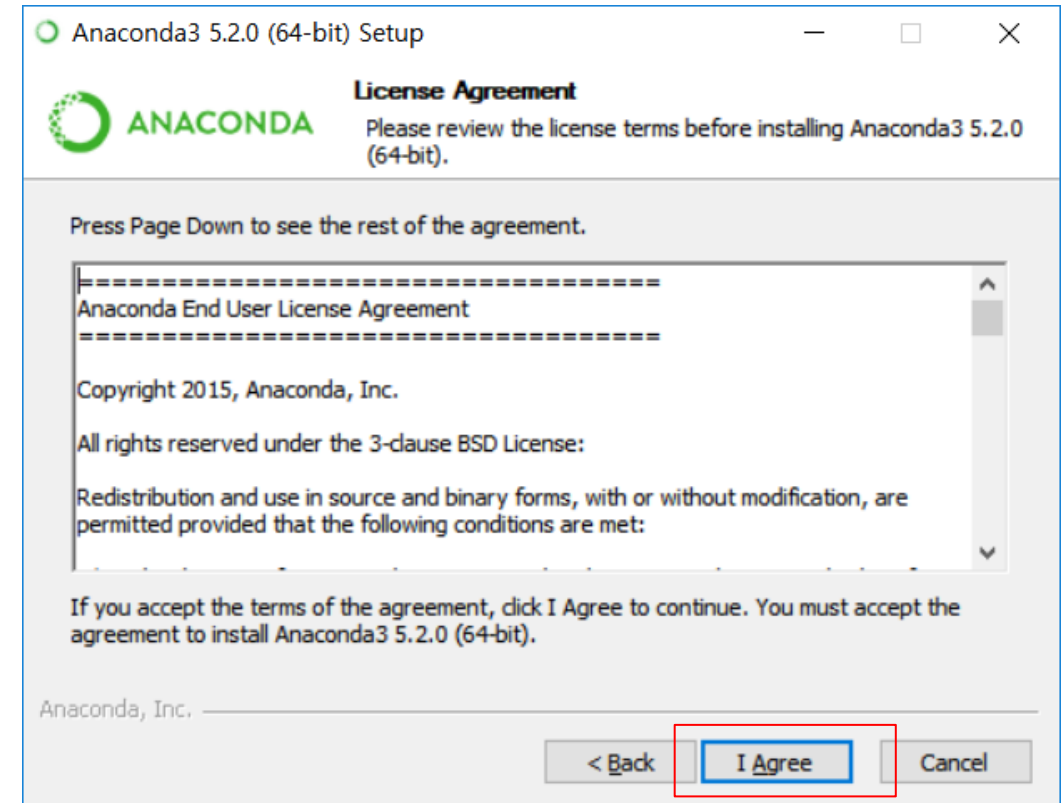 Anaconda3 5.2.0 (64-bit) Setup
ANACONDA
License Agreement
Please review the license terms before installing Anaconda3 5.2.0
(64-bit).
Press Page Down to see the rest of the agreement.
===================================
Anaconda End User License Agreement
===================================
Copyright 2015, Anaconda, Inc.
All rights reserved under the 3-clause BSD License:
Redistribution and use in source and binary forms, with or without modification, are
permitted provided that the following conditions are met:
If you accept the terms of the agreement, click I Agree to continue. You must accept the
agreement to install Anaconda3 5.2.0 (64-bit).
Anaconda, Inc.
< Back
I Agree
Cancel